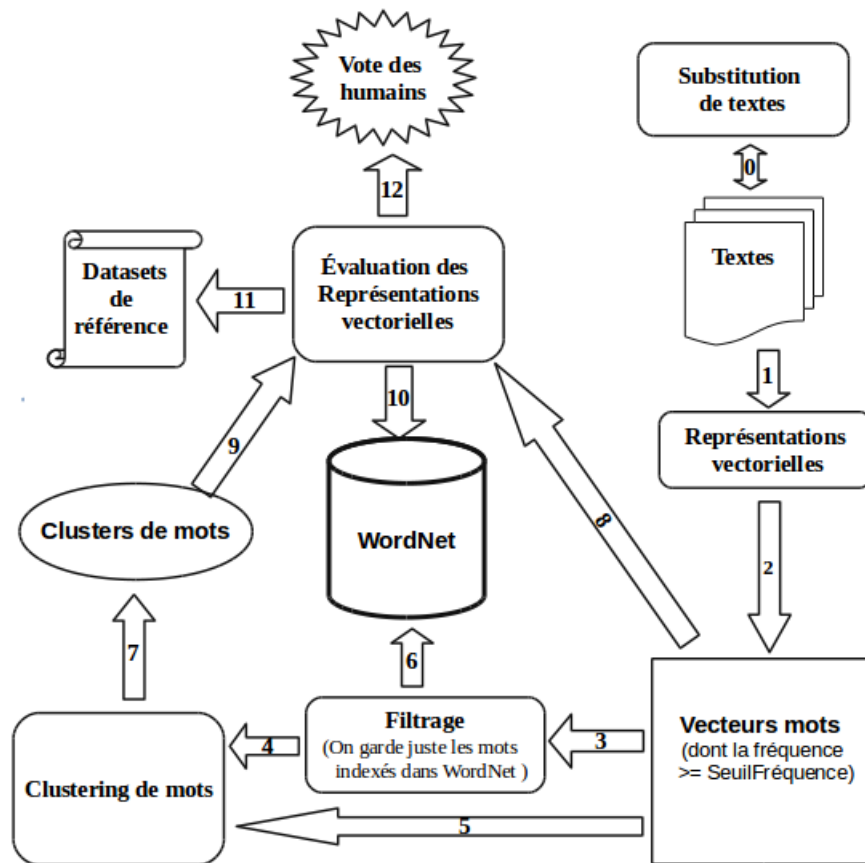 Vote des
humains
Substitution
de textes
0
12
Textes
Évaluation des
Représentations
vectorielles
Datasets
de
référence
11
1
10
9
Représentations
vectorielles
8
Clusters de mots
WordNet
2
7
6
Filtrage
(On garde juste les mots
indexés dans WordNet )
4
3
Vecteurs mots
(dont la fréquence
>= SeuilFréquence)
Clustering de mots
5